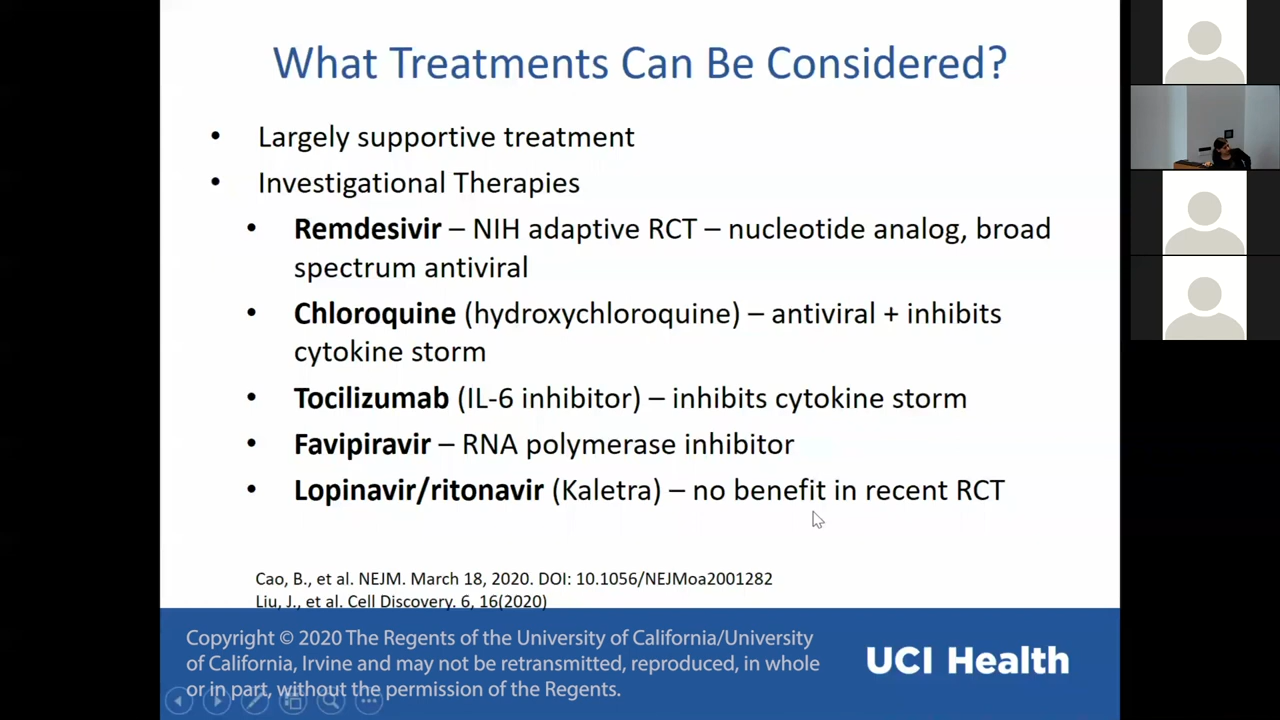 What Treatments Can Be Considered?
• Largely supportive treatment
• Investigational Therapies
• Remdesivir – NIH adaptive RCT – nucleotide analog, broad
spectrum antiviral
• Chloroquine (hydroxychloroquine) – antiviral + inhibits
cytokine storm
• Tocilizumab (IL-6 inhibitor) – inhibits cytokine storm
• Favipiravir – RNA polymerase inhibitor
• Lopinavir/ritonavir (Kaletra) – no benefit in recent RCT
Cao, B., et al. NEJM. March 18, 2020. DOI: 10.1056/NEJMoa2001282
Liu, J., et al. Cell Discovery. 6, 16(2020)
Copyright © 2020 The Regents of the University of California/University
of California, Irvine and may not be retransmitted, reproduced, in whole
or in part, without the permission of the Regents.
UCI Health